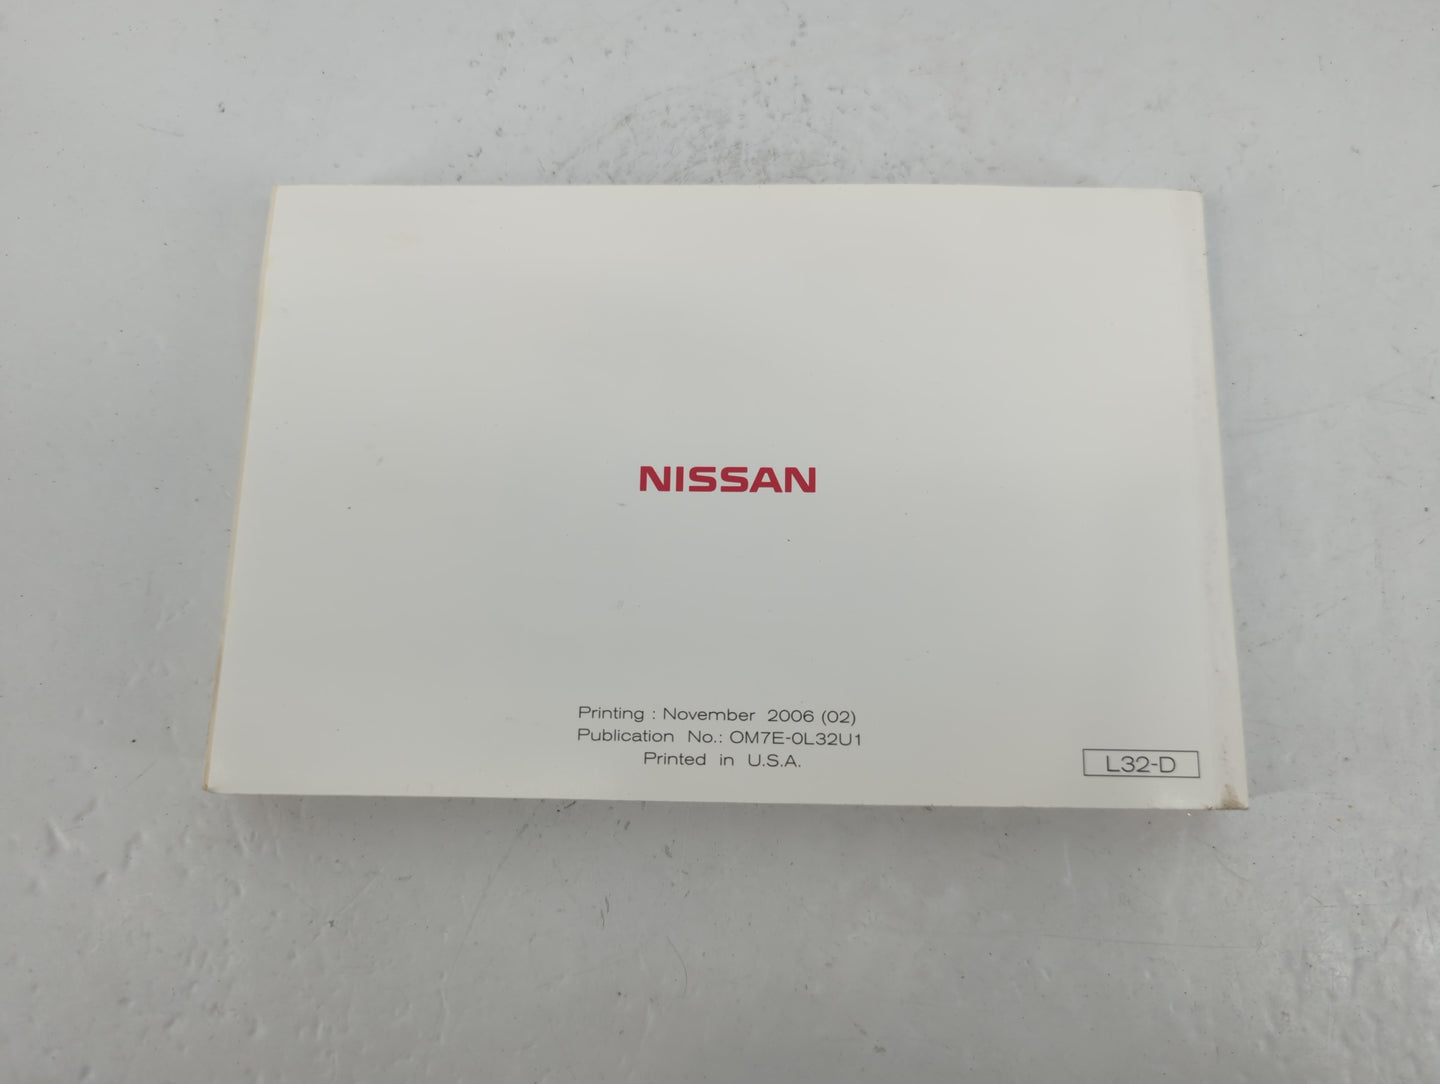 NISSAN
Printing : November 2006 (02)
Publication No.: OM7E-0L32U1
Printed in U.S.A.
L32-D